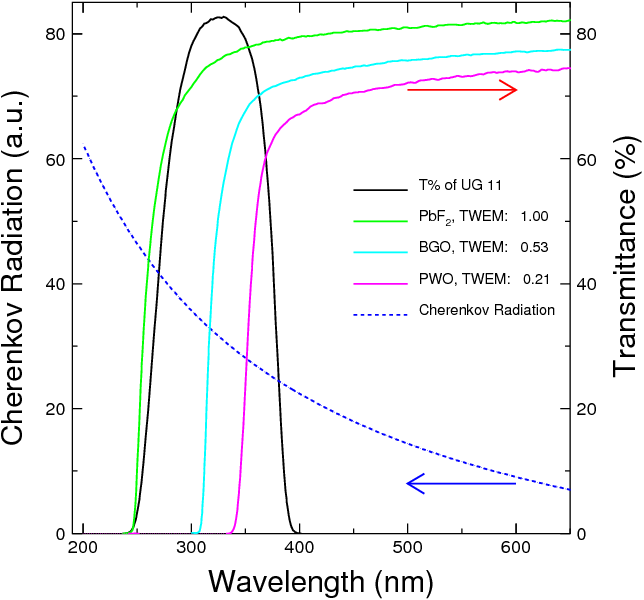 80
60
40
20
0
80
60
40
20
0
200
300
400
500
600
Cherenkov Radiation (a.u.)
Transmittance (%)
Wavelength (nm)
T% of UG 11
PbF₂, TWEM: 1.00
BGO, TWEM: 0.53
PWO, TWEM: 0.21
Cherenkov Radiation